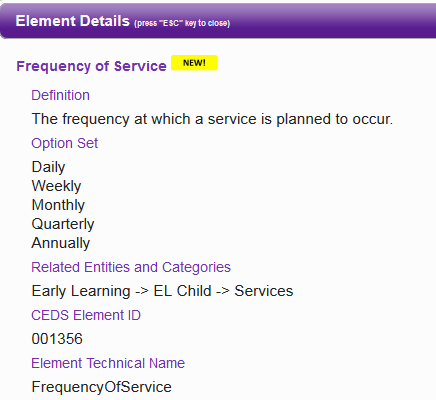 Element Details (press "ESC" key to close)
Frequency of Service NEW!
Definition
The frequency at which a service is planned to occur.
Option Set
Daily
Weekly
Monthly
Quarterly
Annually
Related Entities and Categories
Early Learning -> EL Child -> Services
CEDS Element ID
001356
Element Technical Name
FrequencyOfService